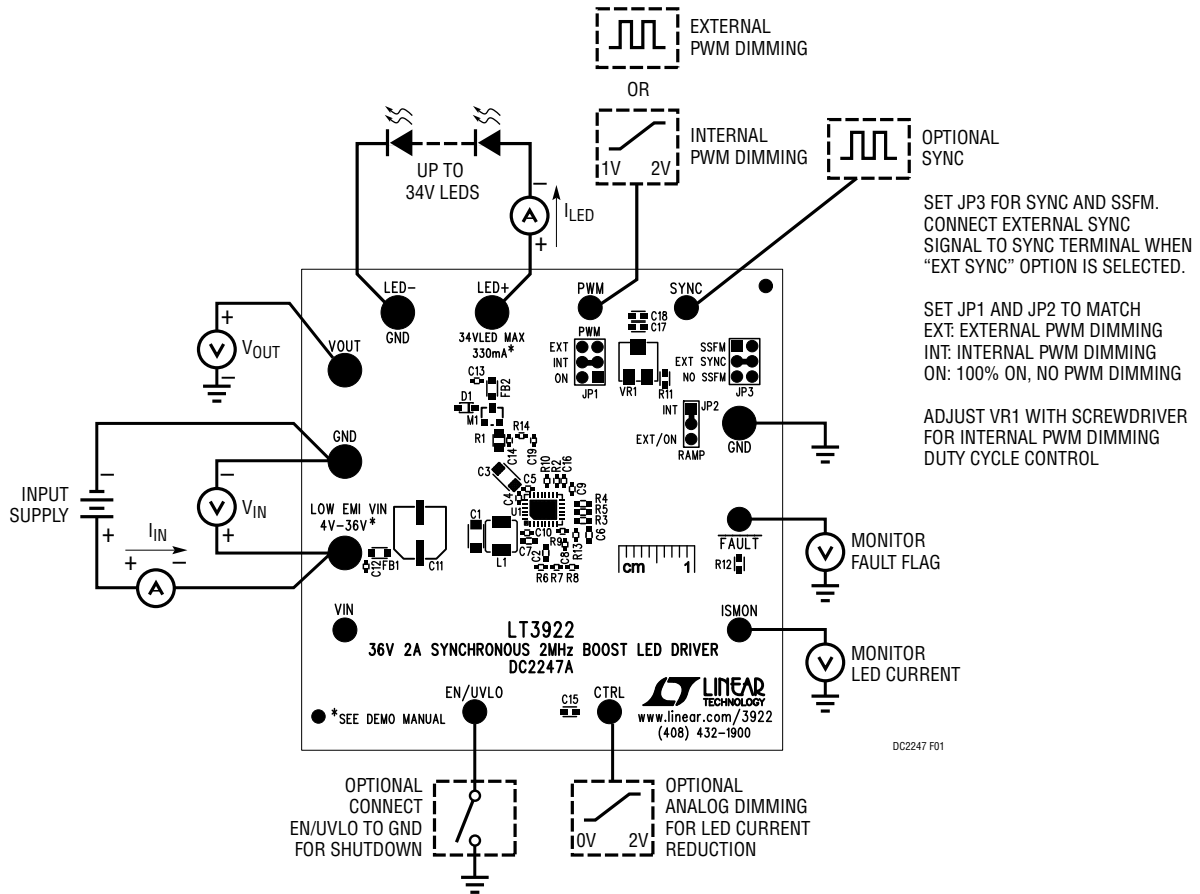 EXTERNAL
PWM DIMMING
OR
INTERNAL
PWM DIMMING
1V 2V
OPTIONAL
SYNC
UP TO
34V LEDS
A
ILED
− +
SET JP3 FOR SYNC AND SSFM.
CONNECT EXTERNAL SYNC
SIGNAL TO SYNC TERMINAL WHEN
“EXT SYNC” OPTION IS SELECTED.
SET JP1 AND JP2 TO MATCH
EXT: EXTERNAL PWM DIMMING
INT: INTERNAL PWM DIMMING
ON: 100% ON, NO PWM DIMMING
ADJUST VR1 WITH SCREWDRIVER
FOR INTERNAL PWM DIMMING
DUTY CYCLE CONTROL
LED-
GND
LED+
34VLED MAX
330mA*
PWM
PWM
EXT
INT
ON
JP1
SYNC
C18
C17
VR1
R11
SSFM
EXT SYNC
NO SSFM
JP3
JP2
INT
EXT/ON
RAMP
GND
+
V
VOUT
−
VOUT
GND
C13
FB2
D1
M1
R1
R14
C14
C19
C3
C4
C5
R10
R2
C16
C9
U1
R4
R5
R3
C6
C1
L1
C10
C7
R9
C2
C8
R13
R6 R7 R8
INPUT
SUPPLY
−
+
−
V
VIN
+
IIN
+ −
A
LOW EMI VIN
4V-36V*
C12
FB1
C11
cm 1
FAULT
R12
V
MONITOR
FAULT FLAG
VIN
ISMON
V
MONITOR
LED CURRENT
LT3922
36V 2A SYNCHRONOUS 2MHz BOOST LED DRIVER
DC2247A
EN/UVLO
C15
CTRL
LT LINEAR
TECHNOLOGY
www.linear.com/3922
(408) 432-1900
*SEE DEMO MANUAL
DC2247 F01
OPTIONAL
CONNECT
EN/UVLO TO GND
FOR SHUTDOWN
0V 2V
OPTIONAL
ANALOG DIMMING
FOR LED CURRENT
REDUCTION